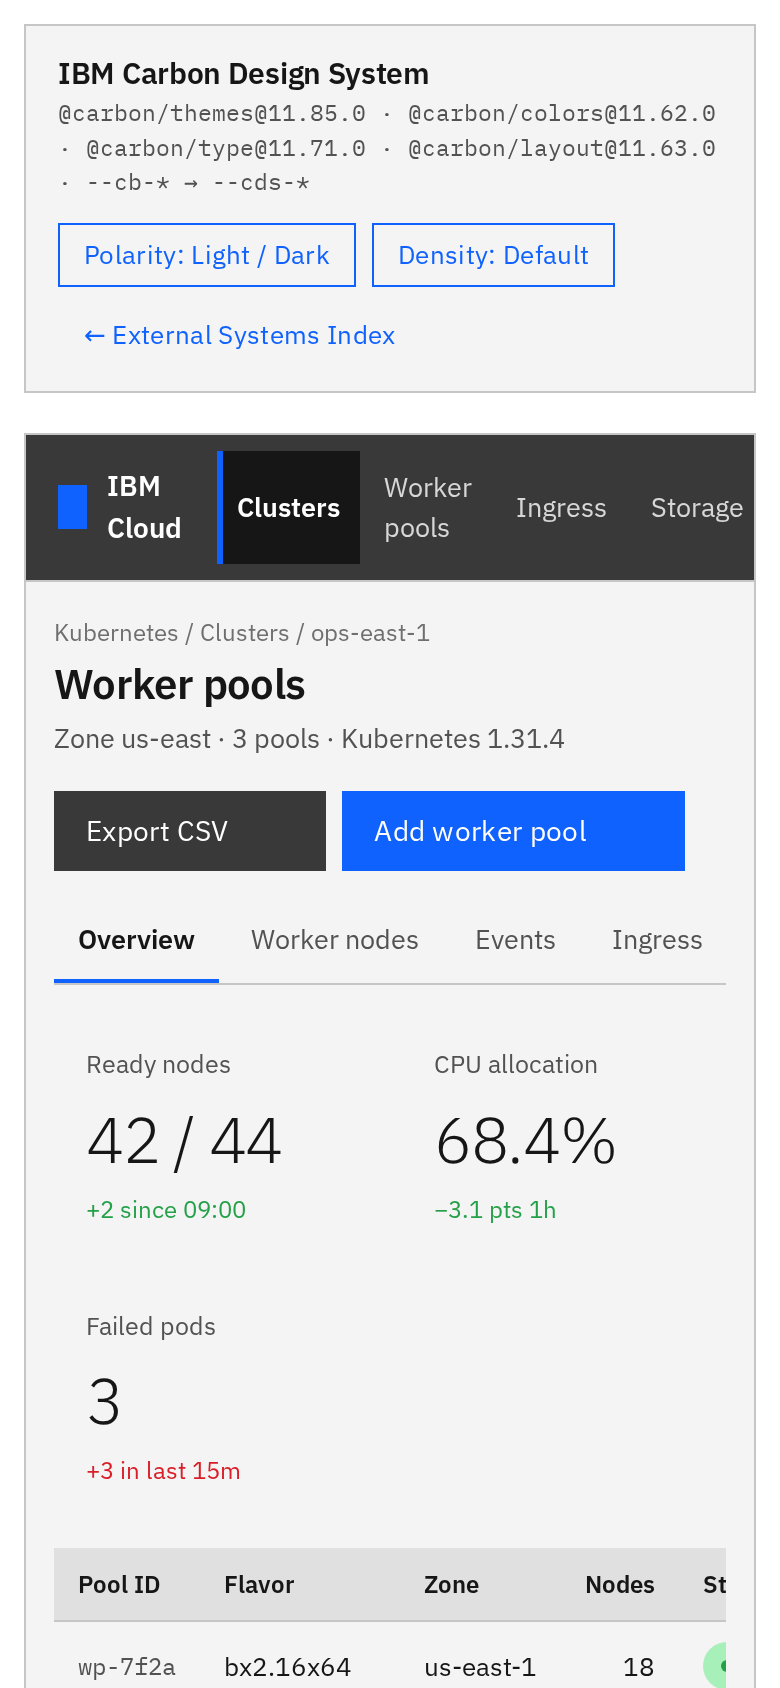 IBM Carbon Design System
@carbon/themes@11.85.0 · @carbon/colors@11.62.0
· @carbon/type@11.71.0 · @carbon/layout@11.63.0
· --cb-* → --cds-*
Polarity: Light / Dark
Density: Default
← External Systems Index
IBM
Cloud
Clusters
Worker
pools
Ingress
Storage
Kubernetes / Clusters / ops-east-1
Worker pools
Zone us-east · 3 pools · Kubernetes 1.31.4
Export CSV
Add worker pool
Overview
Worker nodes
Events
Ingress
Ready nodes
42 / 44
+2 since 09:00
CPU allocation
68.4%
−3.1 pts 1h
Failed pods
3
+3 in last 15m
Pool ID Flavor Zone Nodes St
wp-7f2a bx2.16x64 us-east-1 18